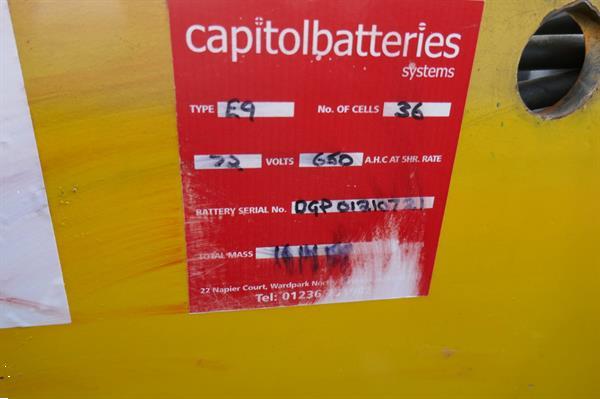 capitolbatteries
systems
TYPE E9 No. OF CELLS 36
72 VOLTS 650 A.H.C AT 5HR. RATE
BATTERY SERIAL No.
TOTAL MASS
22 Napier Court, Wardpark
Tel: 01236